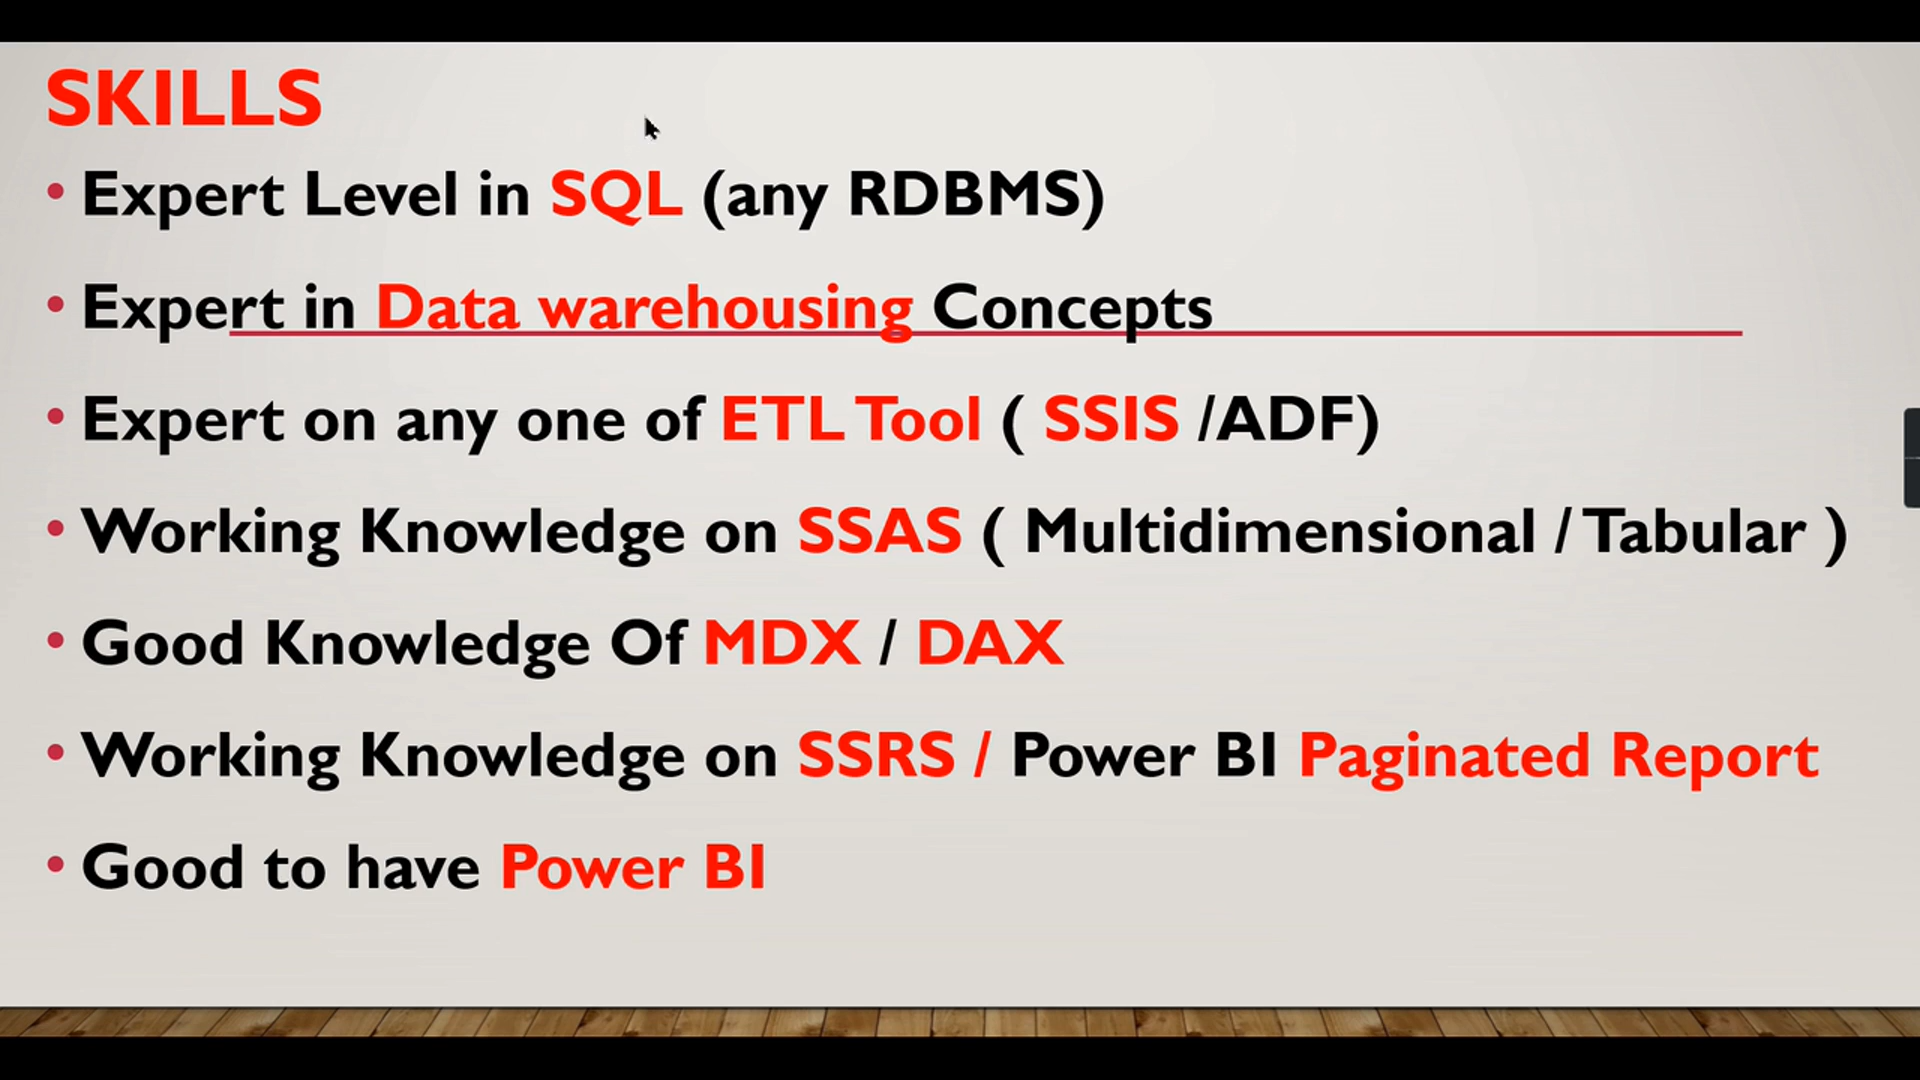 SKILLS
• Expert Level in SQL (any RDBMS)
• Expert in Data warehousing Concepts
• Expert on any one of ETL Tool ( SSIS /ADF)
• Working Knowledge on SSAS ( Multidimensional / Tabular )
• Good Knowledge Of MDX / DAX
• Working Knowledge on SSRS / Power BI Paginated Report
• Good to have Power BI